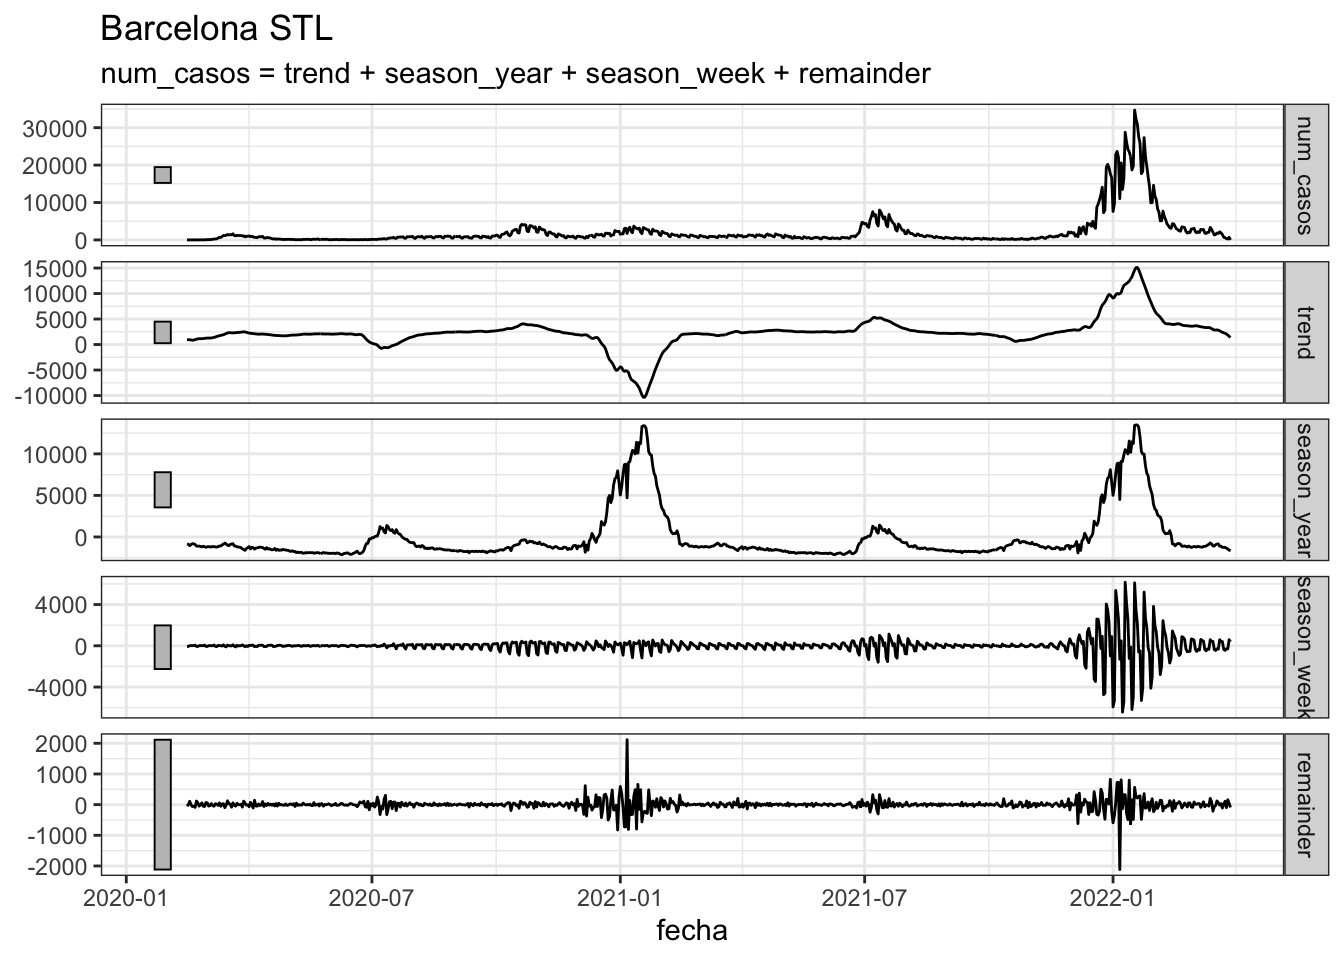 Barcelona STL
num_casos = trend + season_year + season_week + remainder
30000
20000
10000
0
num_casos
15000
10000
5000
0
-5000
-10000
trend
10000
5000
0
season_year
4000
0
-4000
season_week
2000
1000
0
-1000
-2000
remainder
2020-01 2020-07 2021-01 2021-07 2022-01
fecha